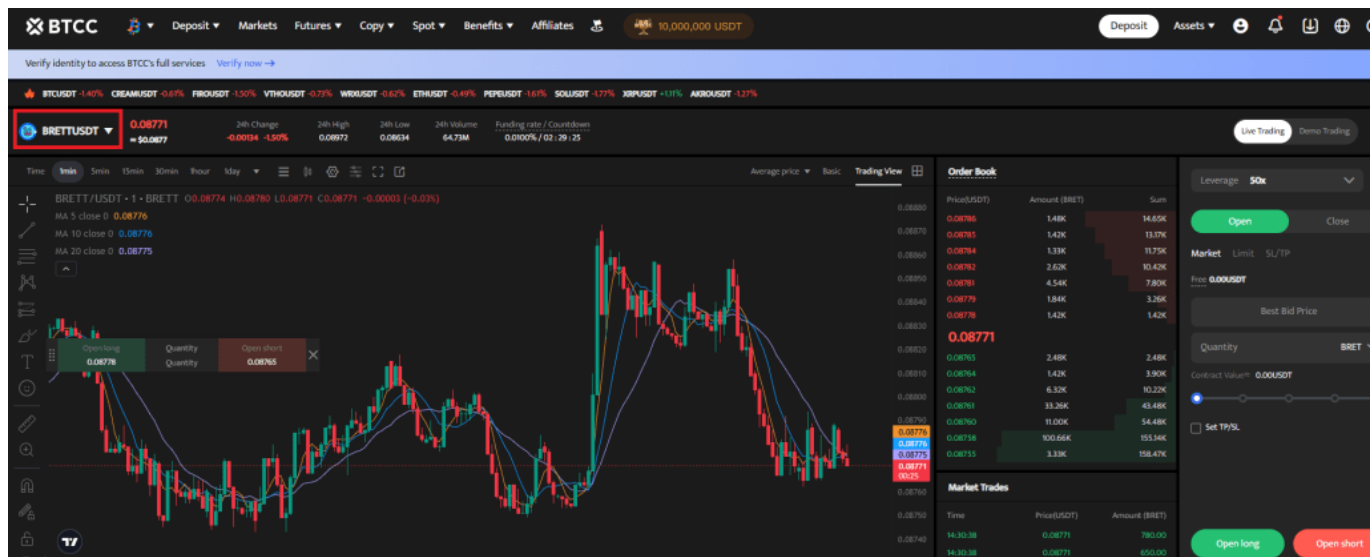 BTCC Deposit Markets Futures Copy Spot Benefits Affiliates 10,000,000 USDT Deposit Assets
Verify identity to access BTCC's full services Verify now →
BTCUSDT -1.40% CREAMUSDT -0.61% FIROUSDT -1.50% VTHOUSDT -0.73% WRXUSDT -0.62% ETHUSDT -0.49% PEPEUSDT -1.61% SOLUSDT -1.77% XRPUSDT +1.11% AKROUSDT -1.27%
BRETTUSDT
0.08771
≈ $0.0877
24h Change
-0.00134 -1.50%
24h High
0.08972
24h Low
0.08634
24h Volume
64.73M
Funding rate / Countdown
0.0100% / 02:29:25
Live Trading Demo Trading
Time 1min 5min 15min 30min 1hour 1day Average price Basic Trading View
BRETT/USDT · 1 · BRETT O0.08774 H0.08780 L0.08771 C0.08771 -0.00003 (-0.03%)
MA 5 close 0 0.08776
MA 10 close 0 0.08776
MA 20 close 0 0.08775
Open long Quantity Open short
0.08778 Quantity 0.08765
0.08880
0.08870
0.08860
0.08850
0.08840
0.08830
0.08820
0.08810
0.08800
0.08790
0.08776
0.08776
0.08775
0.08771
00:25
0.08760
0.08750
0.08740
Order Book
Price(USDT) Amount (BRET) Sum
0.08786 1.48K 14.65K
0.08785 1.42K 13.17K
0.08784 1.33K 11.75K
0.08782 2.62K 10.42K
0.08781 4.54K 7.80K
0.08779 1.84K 3.26K
0.08778 1.42K 1.42K
0.08771
0.08765 2.48K 2.48K
0.08764 1.42K 3.90K
0.08762 6.32K 10.22K
0.08761 33.26K 43.48K
0.08760 11.00K 54.48K
0.08758 100.66K 155.14K
0.08755 3.33K 158.47K
Market Trades
Time Price(USDT) Amount (BRET)
14:30:38 0.08771 780.00
14:30:38 0.08771 650.00
Leverage 50x
Open Close
Market Limit SL/TP
Free 0.00USDT
Best Bid Price
Quantity BRET
Contract Value≈ 0.00USDT
Set TP/SL
Open long Open short